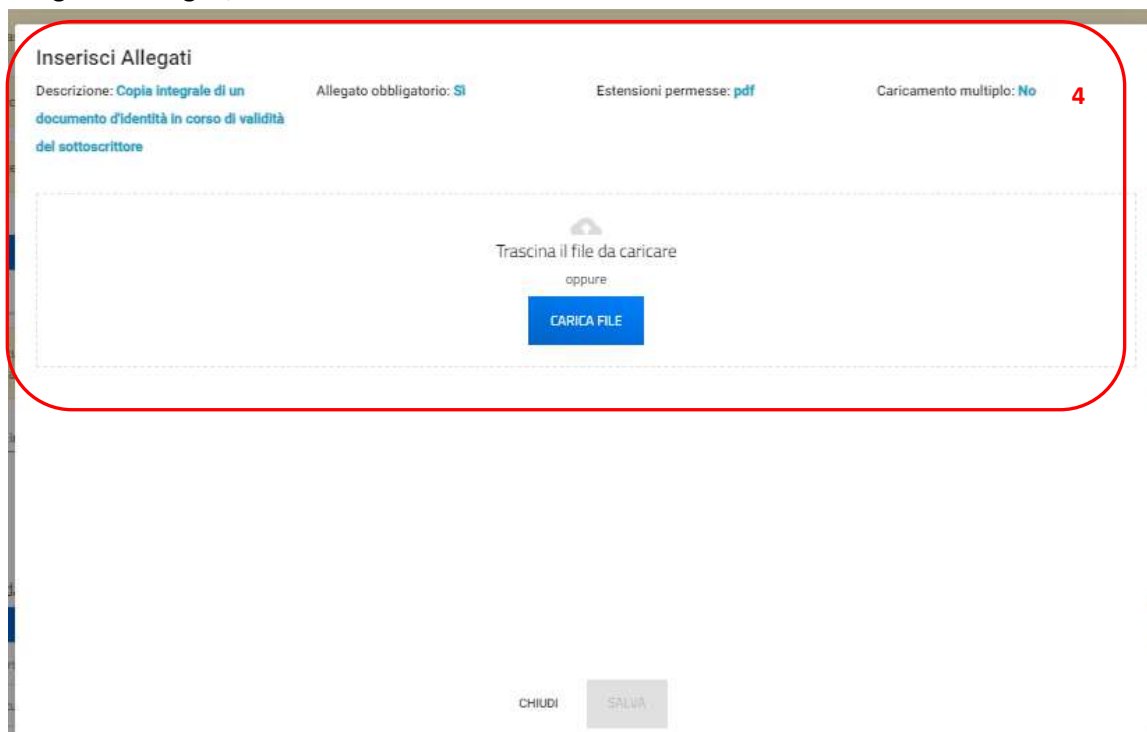 Inserisci Allegati
Descrizione: Copia integrale di un documento d'identità in corso di validità del sottoscrittore
Allegato obbligatorio: Sì
Estensioni permesse: pdf
Caricamento multiplo: No
4
Trascina il file da caricare
oppure
CARICA FILE
CHIUDI
SALVA